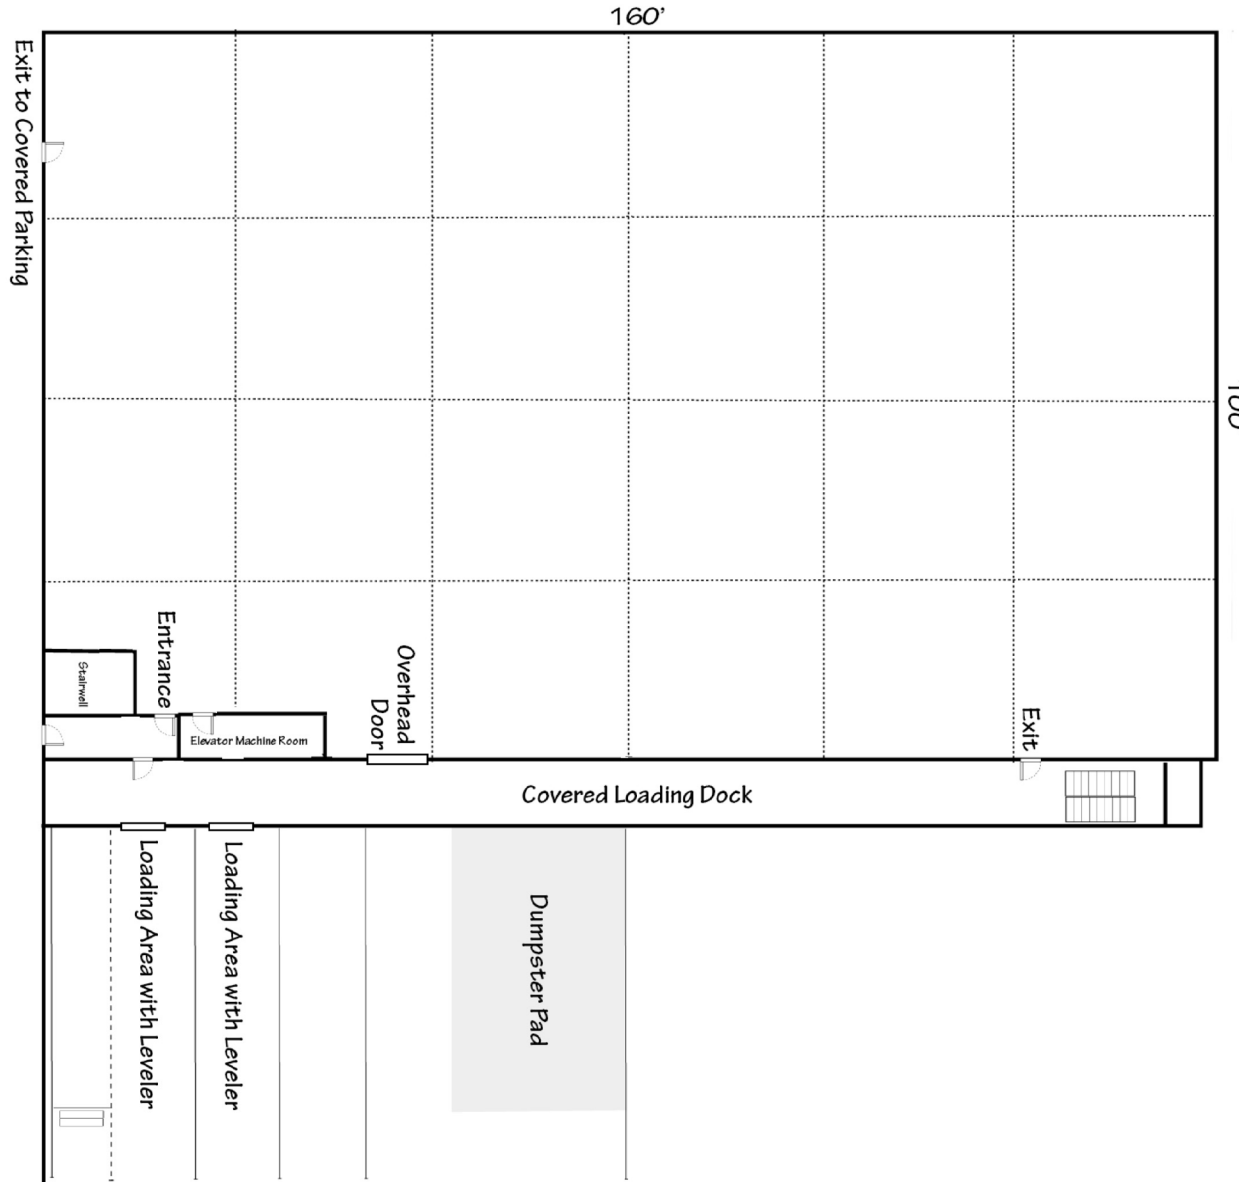 160'
Exit to Covered Parking
100'
Entrance
Stairwell
Overhead
Door
Exit
Elevator Machine Room
Covered Loading Dock
Loading Area with Leveler
Loading Area with Leveler
Dumpster Pad